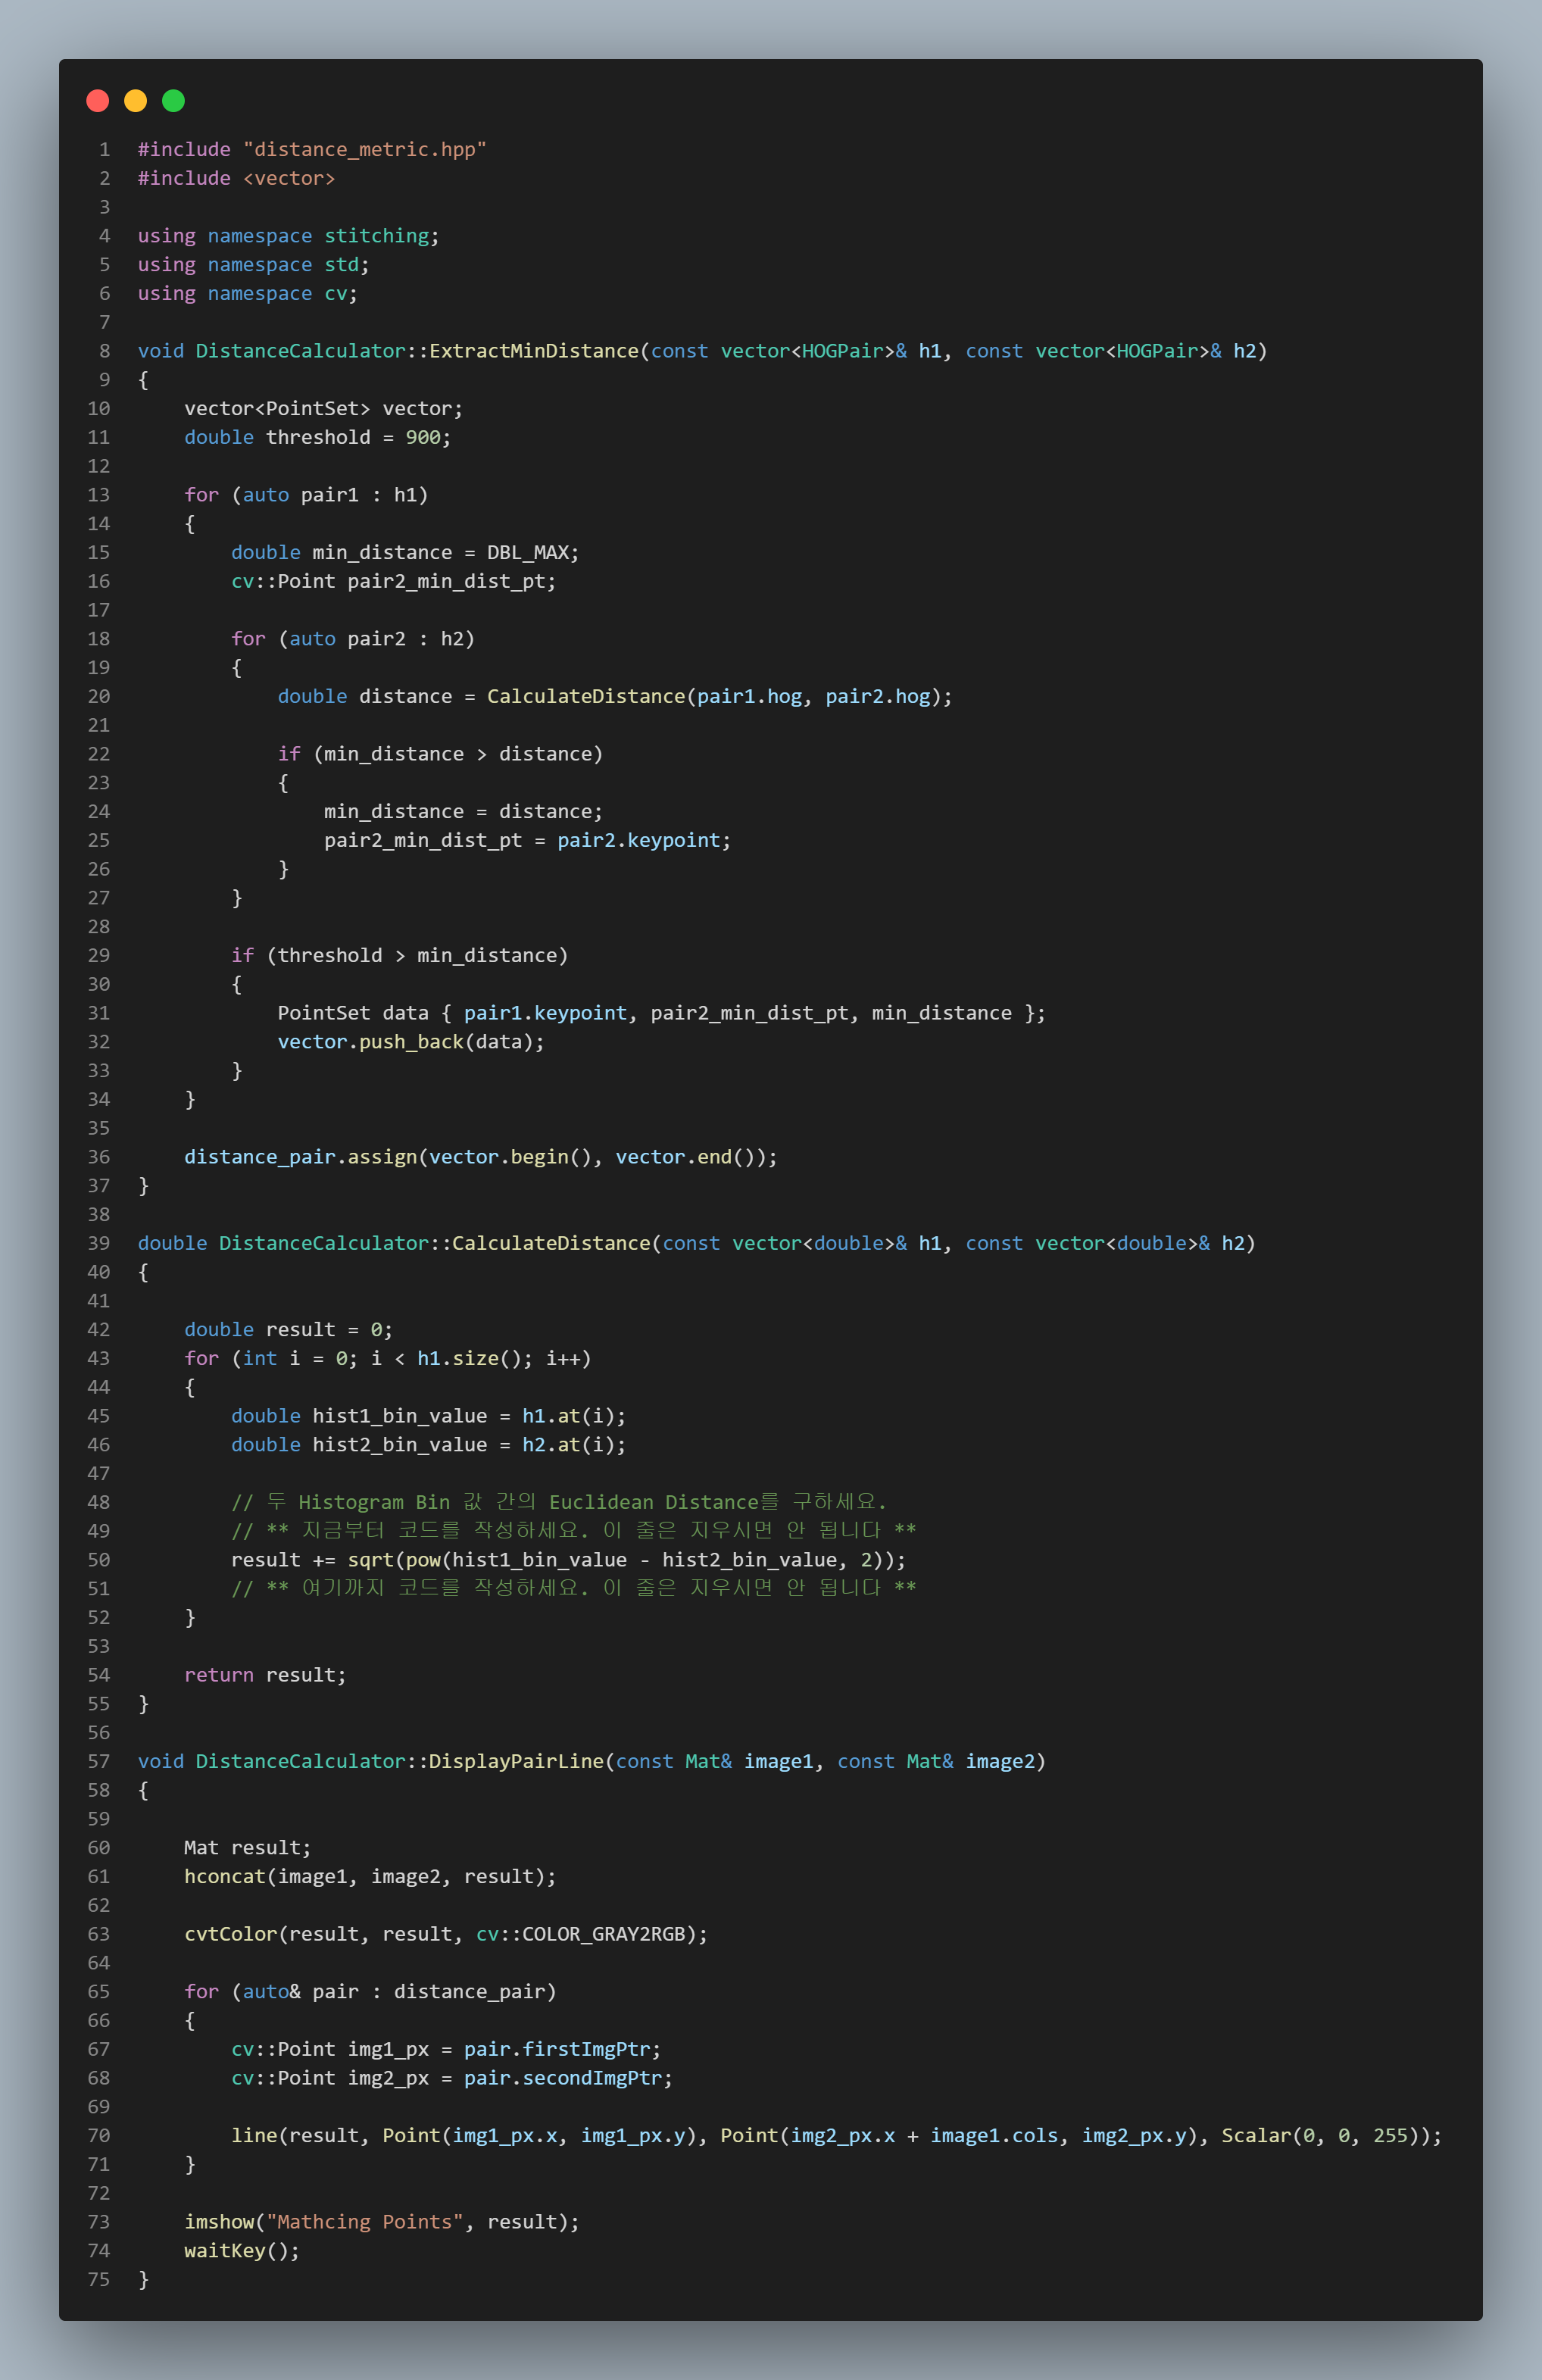 1 #include "distance_metric.hpp"
2 #include <vector>
3
4 using namespace stitching;
5 using namespace std;
6 using namespace cv;
7
8 void DistanceCalculator::ExtractMinDistance(const vector<HOGPair>& h1, const vector<HOGPair>& h2)
9 {
10     vector<PointSet> vector;
11     double threshold = 900;
12
13     for (auto pair1 : h1)
14     {
15         double min_distance = DBL_MAX;
16         cv::Point pair2_min_dist_pt;
17
18         for (auto pair2 : h2)
19         {
20             double distance = CalculateDistance(pair1.hog, pair2.hog);
21
22             if (min_distance > distance)
23             {
24                 min_distance = distance;
25                 pair2_min_dist_pt = pair2.keypoint;
26             }
27         }
28
29         if (threshold > min_distance)
30         {
31             PointSet data { pair1.keypoint, pair2_min_dist_pt, min_distance };
32             vector.push_back(data);
33         }
34     }
35
36     distance_pair.assign(vector.begin(), vector.end());
37 }
38
39 double DistanceCalculator::CalculateDistance(const vector<double>& h1, const vector<double>& h2)
40 {
41
42     double result = 0;
43     for (int i = 0; i < h1.size(); i++)
44     {
45         double hist1_bin_value = h1.at(i);
46         double hist2_bin_value = h2.at(i);
47
48         // 두 Histogram Bin 값 간의 Euclidean Distance를 구하세요.
49         // ** 지금부터 코드를 작성하세요. 이 줄은 지우시면 안 됩니다 **
50         result += sqrt(pow(hist1_bin_value - hist2_bin_value, 2));
51         // ** 여기까지 코드를 작성하세요. 이 줄은 지우시면 안 됩니다 **
52     }
53
54     return result;
55 }
56
57 void DistanceCalculator::DisplayPairLine(const Mat& image1, const Mat& image2)
58 {
59
60     Mat result;
61     hconcat(image1, image2, result);
62
63     cvtColor(result, result, cv::COLOR_GRAY2RGB);
64
65     for (auto& pair : distance_pair)
66     {
67         cv::Point img1_px = pair.firstImgPtr;
68         cv::Point img2_px = pair.secondImgPtr;
69
70         line(result, Point(img1_px.x, img1_px.y), Point(img2_px.x + image1.cols, img2_px.y), Scalar(0, 0, 255));
71     }
72
73     imshow("Mathcing Points", result);
74     waitKey();
75 }